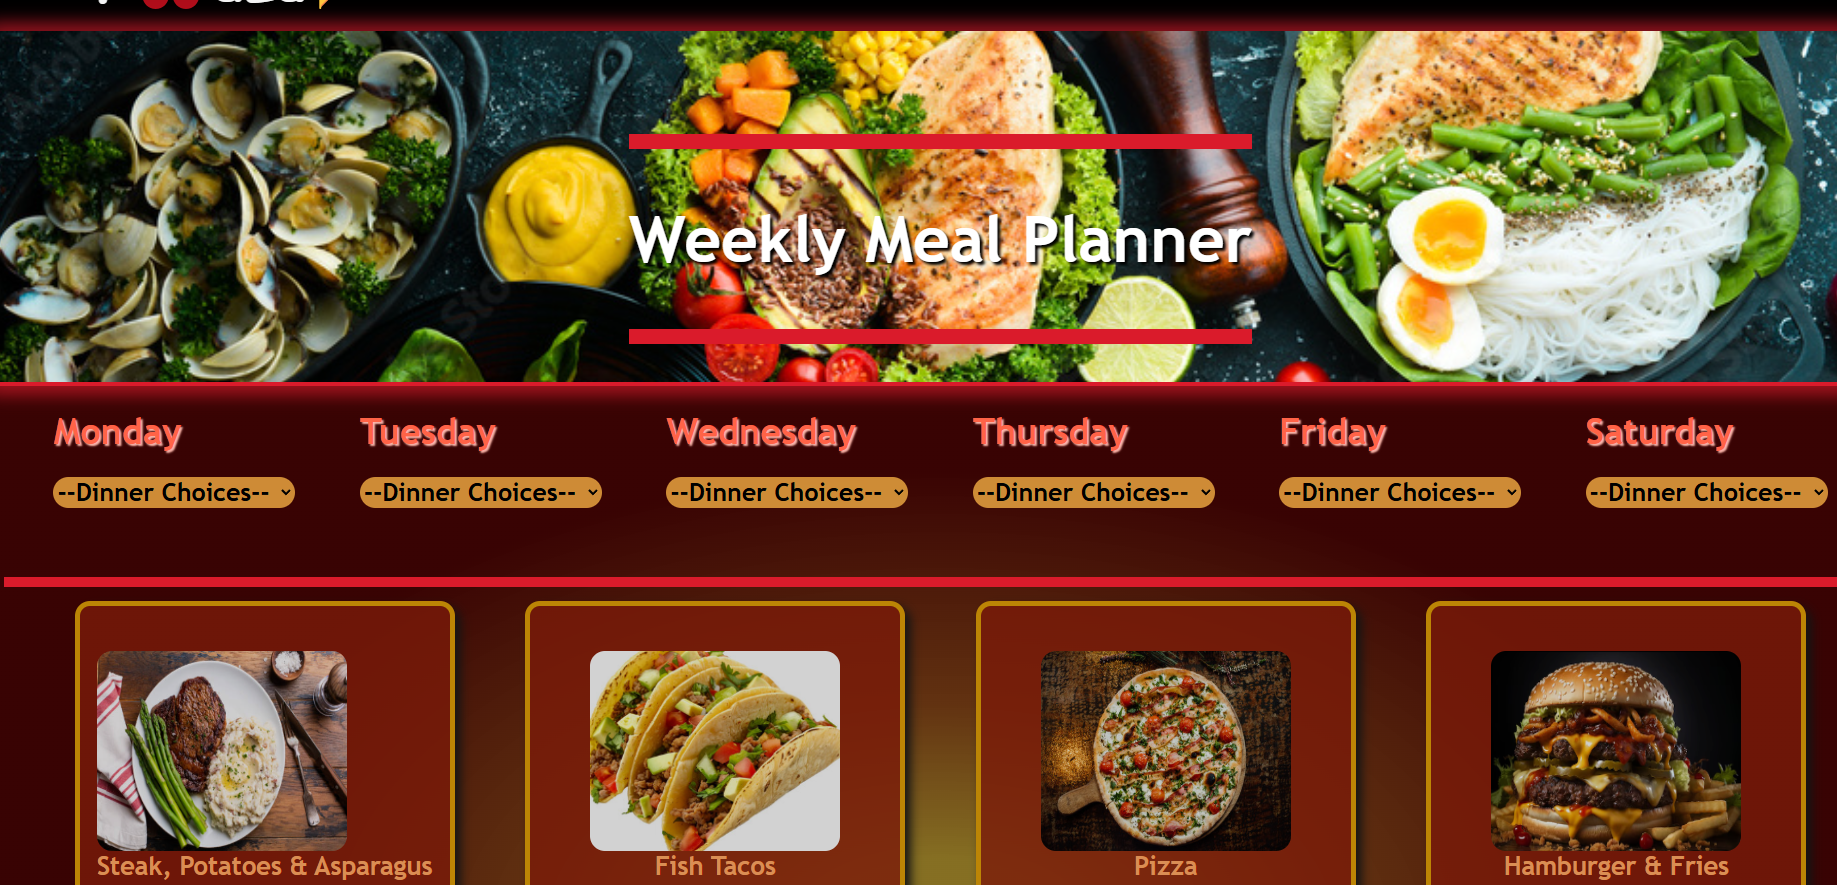 Weekly Meal Planner
Monday Tuesday Wednesday Thursday Friday Saturday
--Dinner Choices-- --Dinner Choices-- --Dinner Choices-- --Dinner Choices-- --Dinner Choices-- --Dinner Choices--
Steak, Potatoes & Asparagus Fish Tacos Pizza Hamburger & Fries